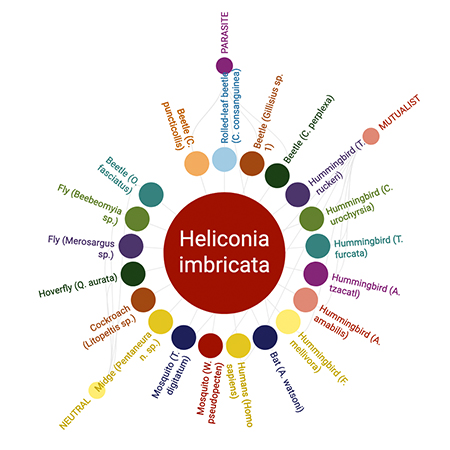 PARASITE
Rolled-leaf beetle
(C. consanguinea)
Beetle (Gillisius sp.
1)
Beetle (C. perplexa)
MUTUALIST
Hummingbird (T.
ruckeri)
Hummingbird (C.
urochyrsia)
Hummingbird (T.
furcata)
Hummingbird (A.
tzacatl)
Hummingbird (A.
amabilis)
Hummingbird (F.
mellivora)
Bat (A. watsoni)
Humans (Homo
sapiens)
Mosquito (W.
pseudopecten)
Mosquito (T.
digitatum)
Midge (Pentaneura
n. sp.)
NEUTRAL
Cockroach
(Litopeltis sp.)
Hoverfly (Q. aurata)
Fly (Merosargus
sp.)
Fly (Beebeomyia
sp.)
Beetle (O.
fasciatus)
Beetle (C.
puncticollis)
Heliconia
imbricata